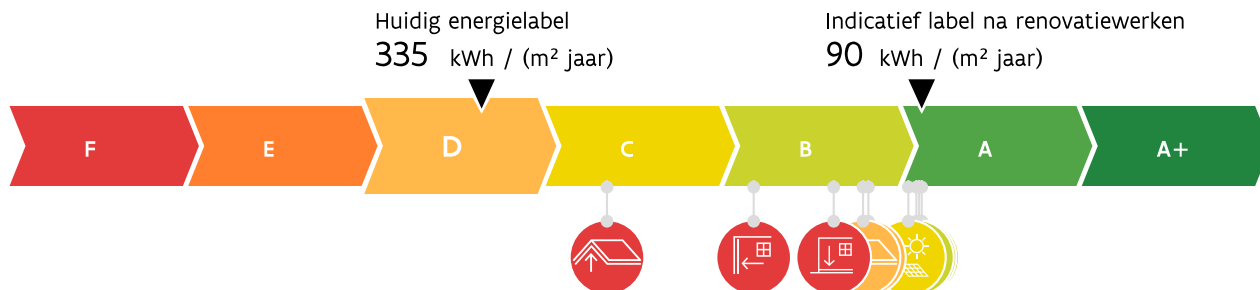 Huidig energielabel
335 kWh / (m² jaar)
Indicatief label na renovatiewerken
90 kWh / (m² jaar)
F E D C B A A+